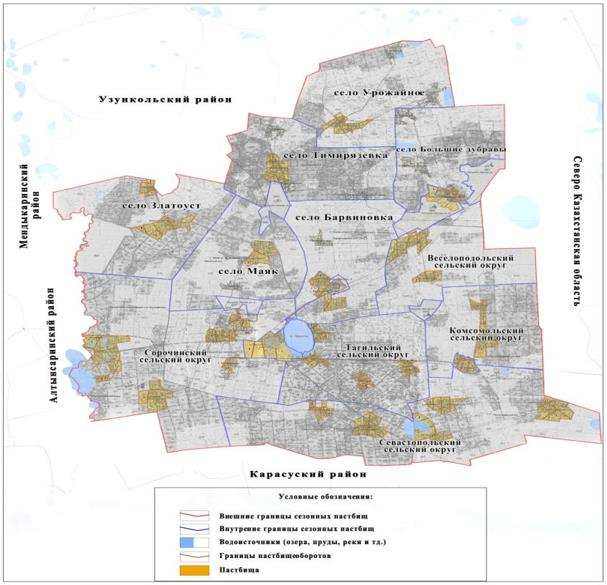 село Урожайное
Узункольский район
село Большие дубравы
село Тимирязевка
Мендыкаринский
район
Северо Казахстанская область
село Златоуст
село Барвиновка
Веселоподольский
сельский округ
село Маяк
Алтынсаринский район
Комсомольский
сельский округ
Сорочинский
сельский округ
Тагильский
сельский округ
Севастопольский
сельский округ
Карасуский район
Условные обозначения:
Внешние границы сезонных пастбищ
Внутрение границы сезонных пастбищ
Водоисточники (озера, пруды, реки и тд.)
Границы пастбищеоборотов
Пастбища